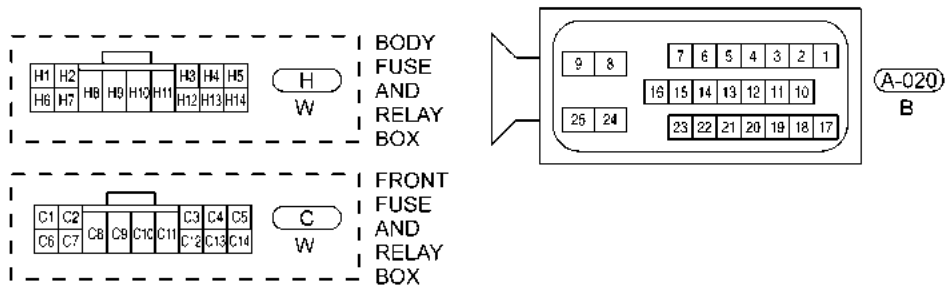 BODY
FUSE
AND
RELAY
BOX
H1 H2 H3 H4 H5
H6 H7 H8 H9 H10 H11 H12 H13 H14
H
W
FRONT
FUSE
AND
RELAY
BOX
C1 C2 C3 C4 C5
C6 C7 C8 C9 C10 C11 C12 C13 C14
C
W
9 8 7 6 5 4 3 2 1
16 15 14 13 12 11 10
25 24 23 22 21 20 19 18 17
A-020
B